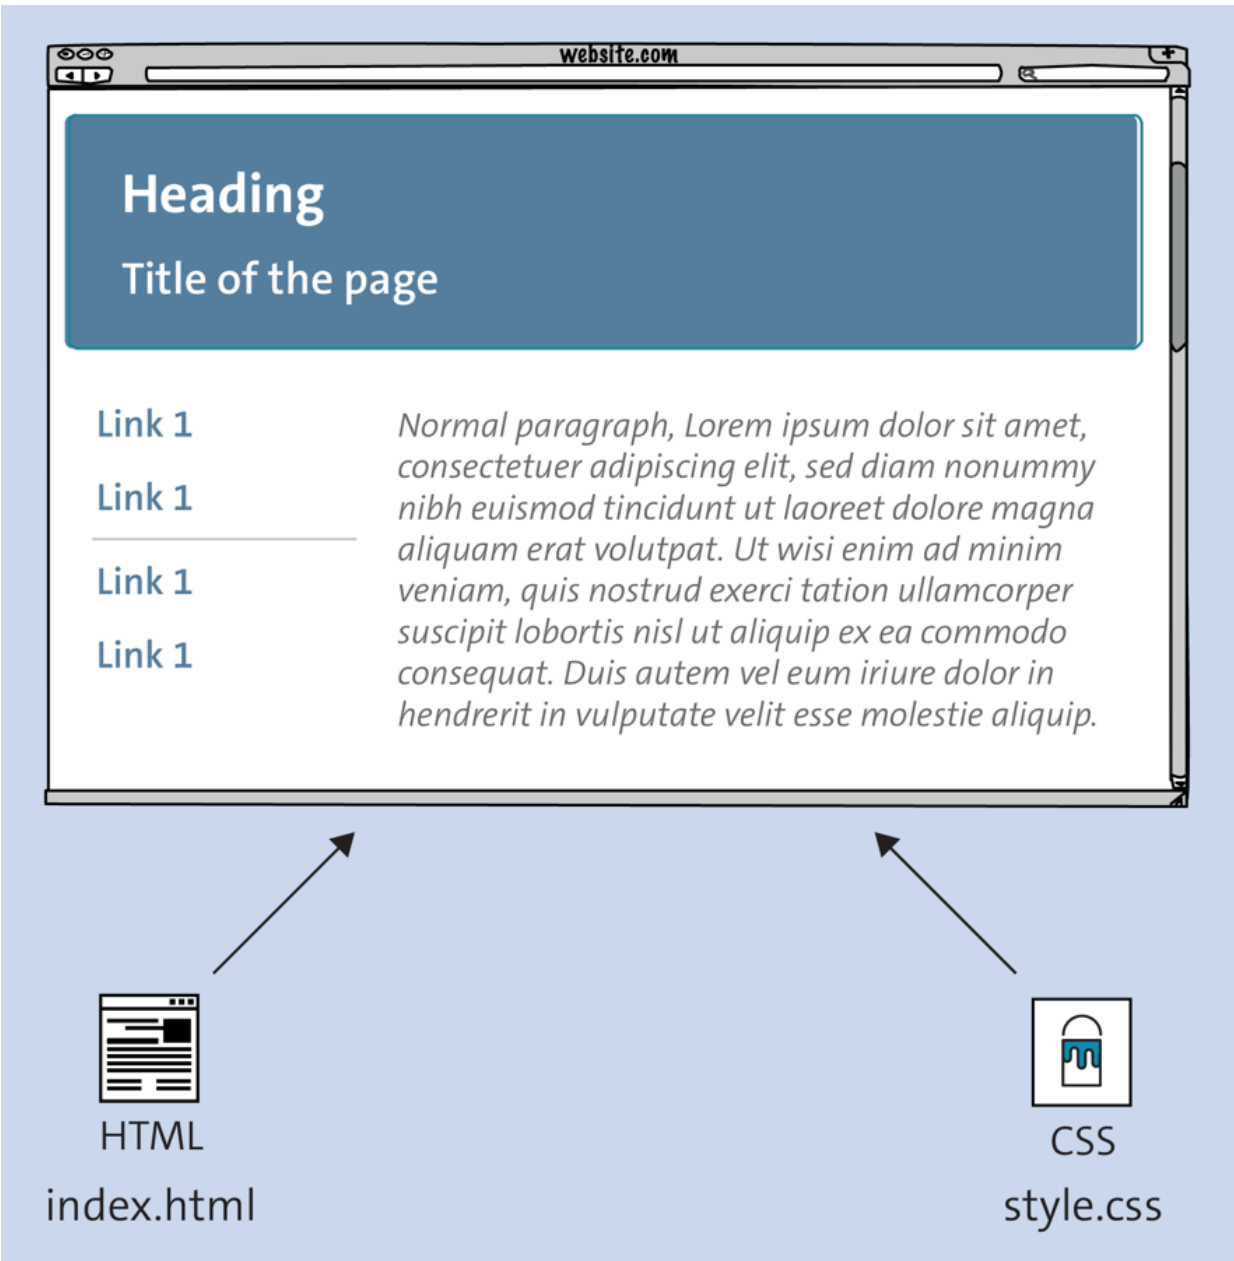 website.com
Heading
Title of the page
Link 1
Link 1
Link 1
Link 1
Normal paragraph, Lorem ipsum dolor sit amet,
consectetuer adipiscing elit, sed diam nonummy
nibh euismod tincidunt ut laoreet dolore magna
aliquam erat volutpat. Ut wisi enim ad minim
veniam, quis nostrud exerci tation ullamcorper
suscipit lobortis nisl ut aliquip ex ea commodo
consequat. Duis autem vel eum iriure dolor in
hendrerit in vulputate velit esse molestie aliquip.
HTML
index.html
CSS
style.css